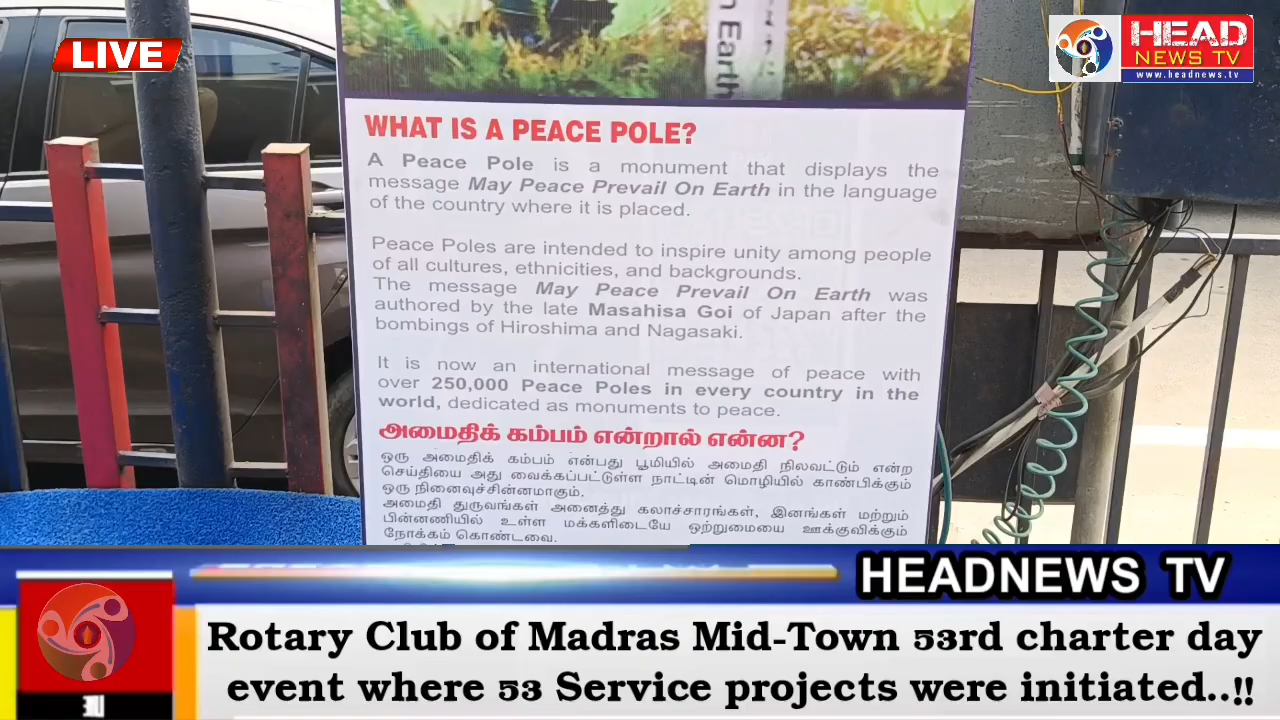 LIVE
HEAD
NEWS TV
www.headnews.tv
n Earth
WHAT IS A PEACE POLE?
A Peace Pole is a monument that displays the
message May Peace Prevail On Earth in the language
of the country where it is placed.
Peace Poles are intended to inspire unity among people
of all cultures, ethnicities, and backgrounds.
The message May Peace Prevail On Earth was
authored by the late Masahisa Goi of Japan after the
bombings of Hiroshima and Nagasaki.
It is now an international message of peace with
over 250,000 Peace Poles in every country in the
world, dedicated as monuments to peace.
அமைதிக் கம்பம் என்றால் என்ன?
ஒரு அமைதிக் கம்பம் என்பது பூமியில் அமைதி நிலவட்டும் என்ற
செய்தியை அது வைக்கப்பட்டுள்ள நாட்டின் மொழியில் காண்பிக்கும்
ஒரு நினைவுச்சின்னமாகும்.
அமைதி துருவங்கள் அனைத்து கலாச்சாரங்கள், இனங்கள் மற்றும்
பின்னணியில் உள்ள மக்களிடையே ஒற்றுமையை ஊக்குவிக்கும்
நோக்கம் கொண்டவை.
HEADNEWS TV
Rotary Club of Madras Mid-Town 53rd charter day
event where 53 Service projects were initiated..!!